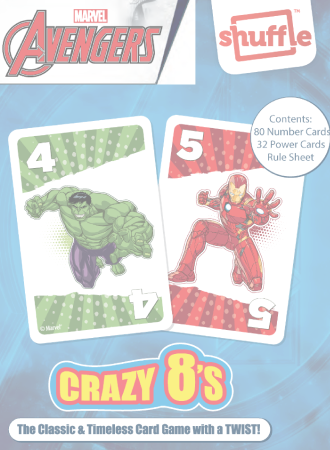 MARVEL
AVENGERS
shuffle
TM
Contents:
80 Number Cards
32 Power Cards
Rule Sheet
4
5
4
5
© Marvel
CRAZY 8'S
The Classic & Timeless Card Game with a TWIST!